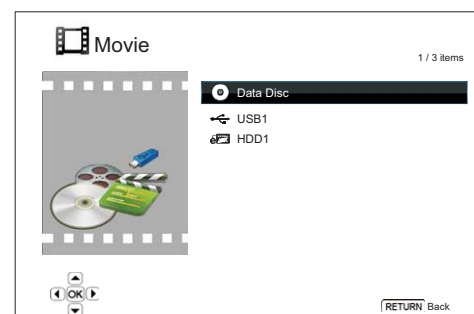 Movie
1 / 3 items
Data Disc
USB1
HDD1
OK
RETURN Back